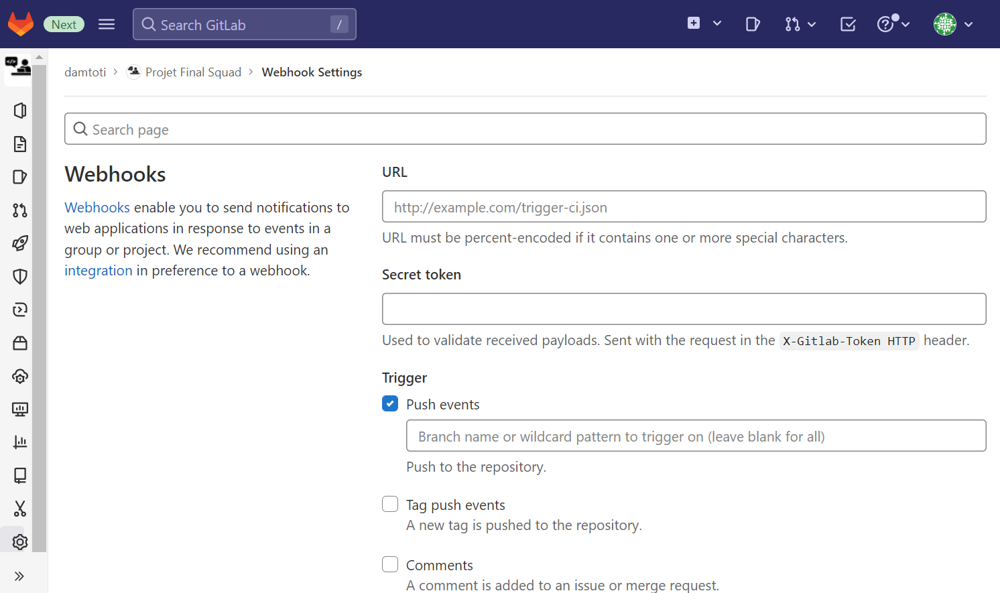 Next
Search GitLab
/
damtoti
Projet Final Squad
Webhook Settings
Search page
Webhooks
Webhooks enable you to send notifications to
web applications in response to events in a
group or project. We recommend using an
integration in preference to a webhook.
URL
http://example.com/trigger-ci.json
URL must be percent-encoded if it contains one or more special characters.
Secret token
Used to validate received payloads. Sent with the request in the X-Gitlab-Token HTTP header.
Trigger
Push events
Branch name or wildcard pattern to trigger on (leave blank for all)
Push to the repository.
Tag push events
A new tag is pushed to the repository.
Comments
A comment is added to an issue or merge request.